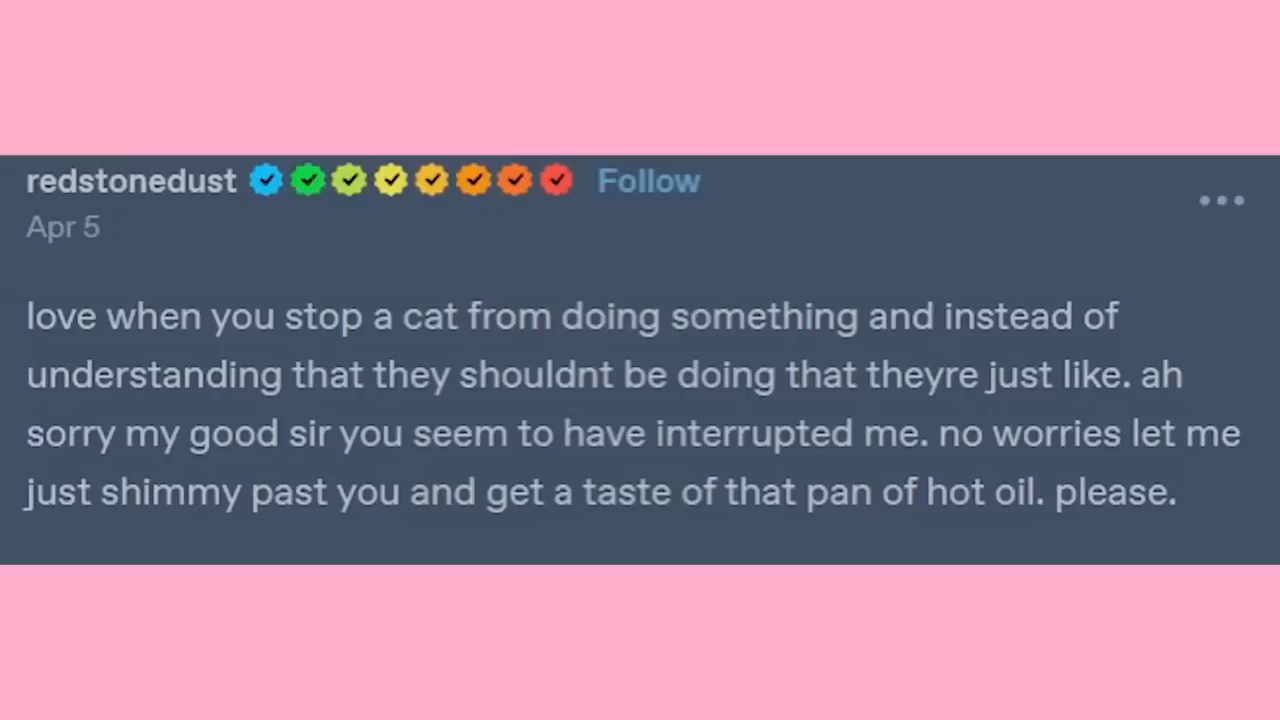 redstonedust Follow
Apr 5
love when you stop a cat from doing something and instead of
understanding that they shouldnt be doing that theyre just like. ah
sorry my good sir you seem to have interrupted me. no worries let me
just shimmy past you and get a taste of that pan of hot oil. please.